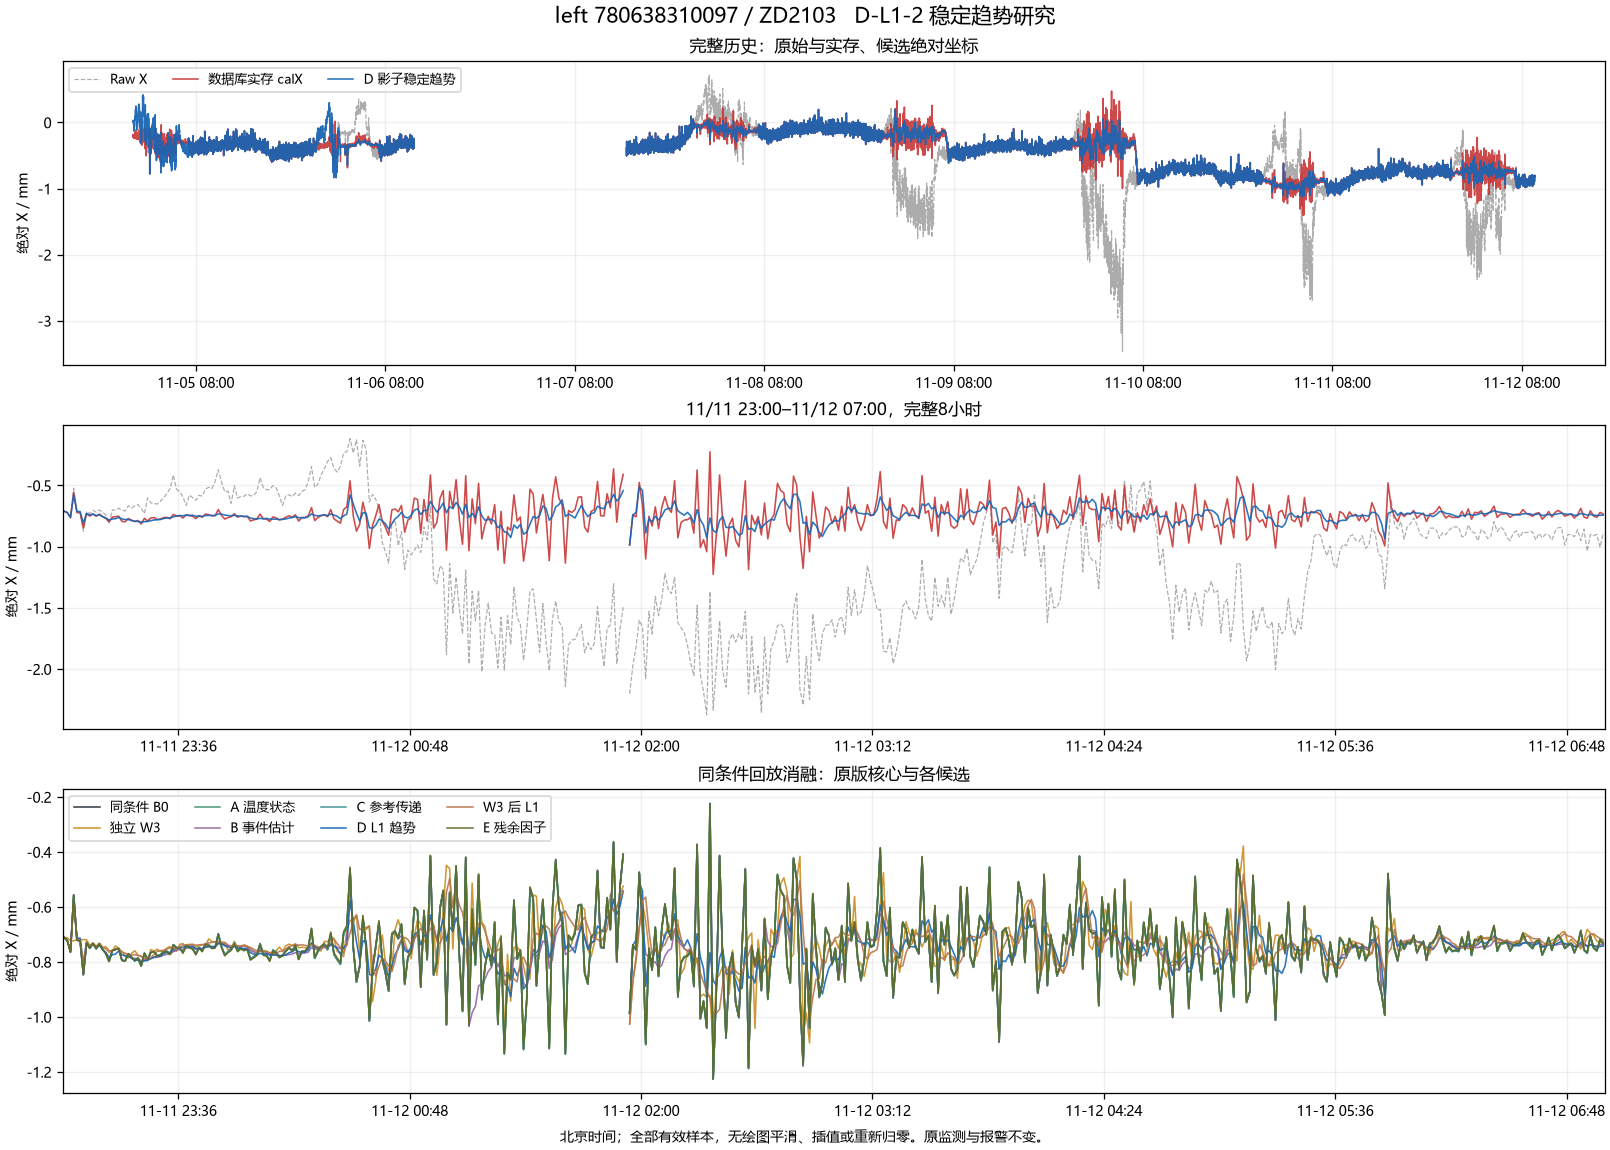 left 780638310097 / ZD2103 D-L1-2 稳定趋势研究
完整历史：原始与实存、候选绝对坐标
Raw X 数据库实存 calX D 影子稳定趋势
绝对 X / mm
0
-1
-2
-3
11-05 08:00 11-06 08:00 11-07 08:00 11-08 08:00 11-09 08:00 11-10 08:00 11-11 08:00 11-12 08:00
11/11 23:00–11/12 07:00，完整8小时
绝对 X / mm
-0.5
-1.0
-1.5
-2.0
11-11 23:36 11-12 00:48 11-12 02:00 11-12 03:12 11-12 04:24 11-12 05:36 11-12 06:48
同条件回放消融：原版核心与各候选
同条件 B0 A 温度状态 C 参考传递 W3 后 L1
独立 W3 B 事件估计 D L1 趋势 E 残余因子
绝对 X / mm
-0.2
-0.4
-0.6
-0.8
-1.0
-1.2
11-11 23:36 11-12 00:48 11-12 02:00 11-12 03:12 11-12 04:24 11-12 05:36 11-12 06:48
北京时间；全部有效样本，无绘图平滑、插值或重新归零。原监测与报警不变。